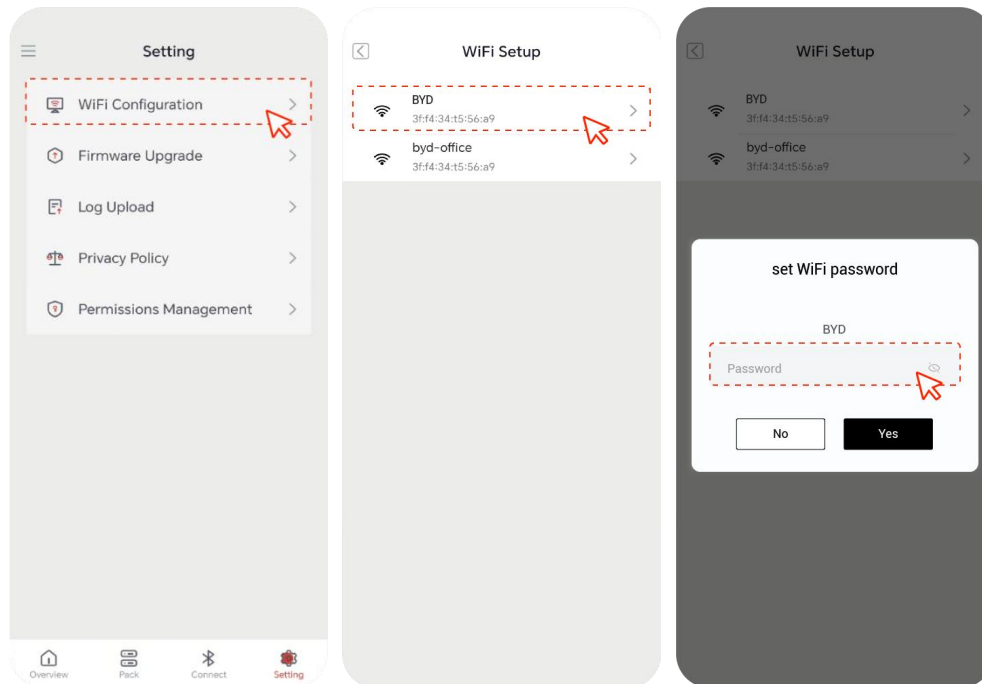 Setting
WiFi Configuration
Firmware Upgrade
Log Upload
Privacy Policy
Permissions Management
Overview
Pack
Connect
Setting
WiFi Setup
BYD
3f:f4:34:t5:56:a9
byd-office
3f:f4:34:t5:56:a9
WiFi Setup
BYD
3f:f4:34:t5:56:a9
byd-office
3f:f4:34:t5:56:a9
set WiFi password
BYD
Password
No
Yes